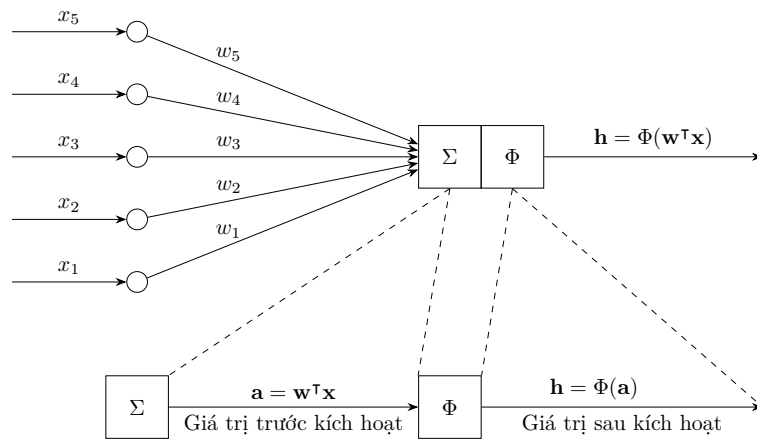 x₅
w₅
x₄
w₄
x₃
w₃
Σ
Φ
h = Φ(wᵀx)
x₂
w₂
x₁
w₁
Σ
a = wᵀx
Giá trị trước kích hoạt
Φ
h = Φ(a)
Giá trị sau kích hoạt